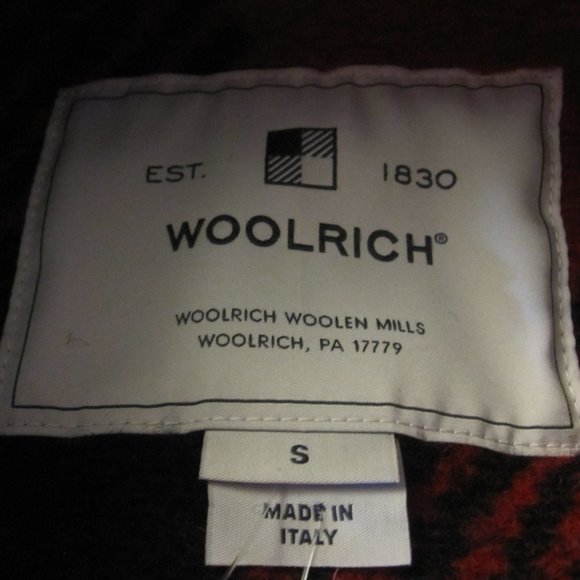 EST. 1830
WOOLRICH®
WOOLRICH WOOLEN MILLS
WOOLRICH, PA 17779
S
MADE IN
ITALY